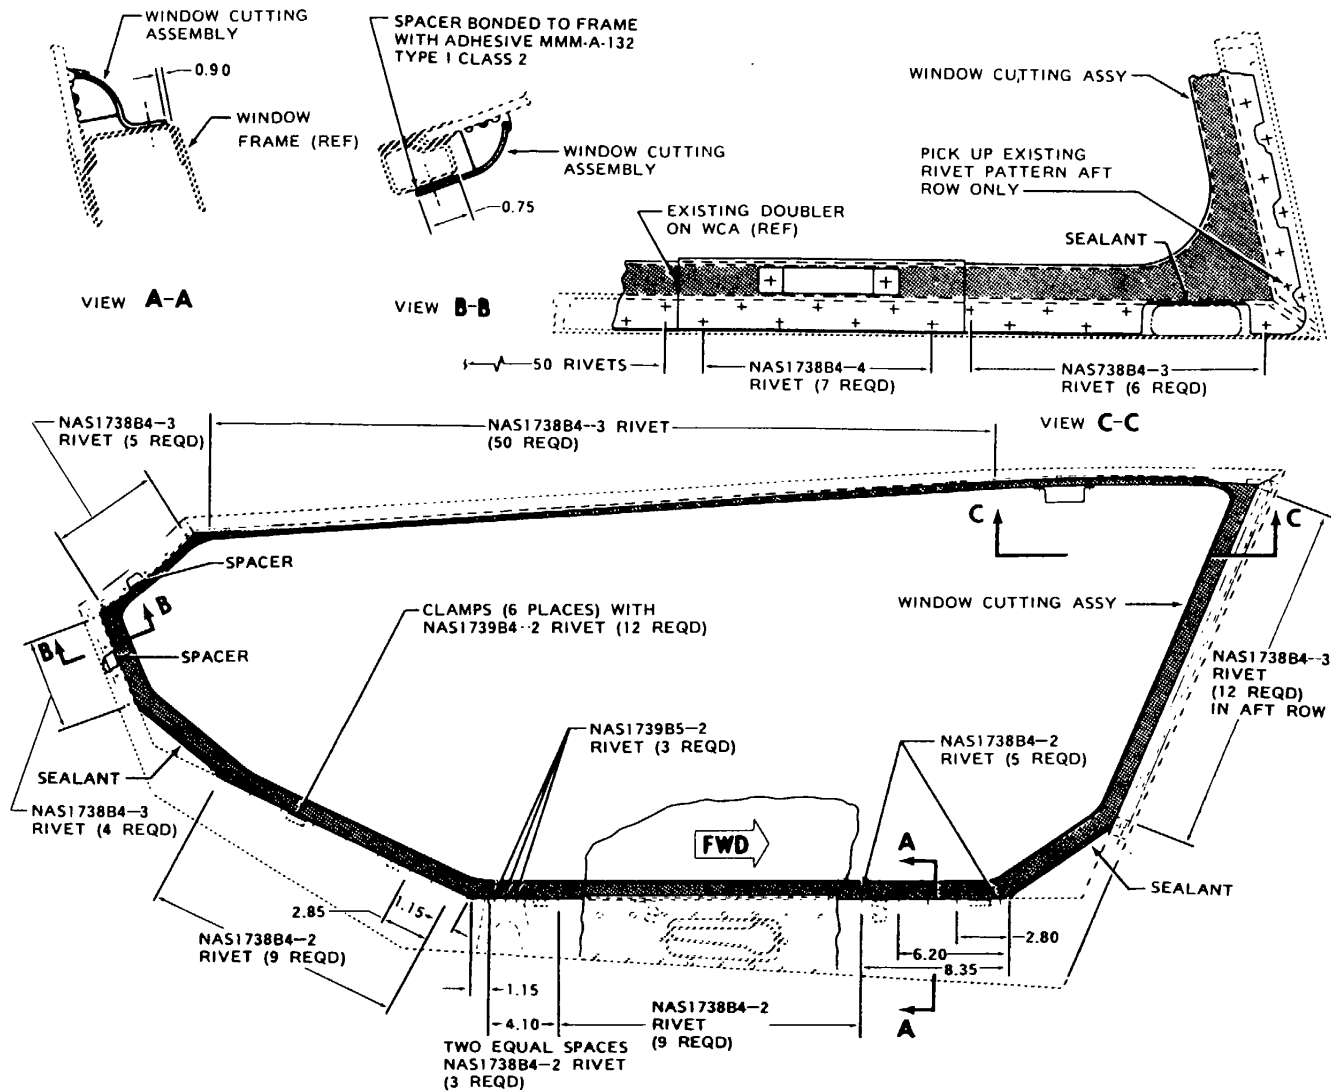 WINDOW CUTTING
ASSEMBLY
0.90
WINDOW
FRAME (REF)
VIEW A-A
SPACER BONDED TO FRAME
WITH ADHESIVE MMM-A-132
TYPE I CLASS 2
WINDOW CUTTING
ASSEMBLY
0.75
VIEW B-B
WINDOW CUTTING ASSY
PICK UP EXISTING
RIVET PATTERN AFT
ROW ONLY
EXISTING DOUBLER
ON WCA (REF)
SEALANT
50 RIVETS
NAS1738B4-4
RIVET (7 REQD)
NAS738B4-3
RIVET (6 REQD)
VIEW C-C
NAS1738B4-3
RIVET (5 REQD)
NAS1738B4--3 RIVET
(50 REQD)
C
C
SPACER
B
B
SPACER
CLAMPS (6 PLACES) WITH
NAS1739B4--2 RIVET (12 REQD)
WINDOW CUTTING ASSY
NAS1738B4--3
RIVET
(12 REQD)
IN AFT ROW
NAS1739B5-2
RIVET (3 REQD)
NAS1738B4-2
RIVET (5 REQD)
SEALANT
NAS1738B4-3
RIVET (4 REQD)
FWD
A
SEALANT
2.85
1.15
NAS1738B4-2
RIVET (9 REQD)
2.80
6.20
8.35
1.15
4.10
NAS1738B4-2
RIVET
(9 REQD)
A
TWO EQUAL SPACES
NAS1738B4-2 RIVET
(3 REQD)